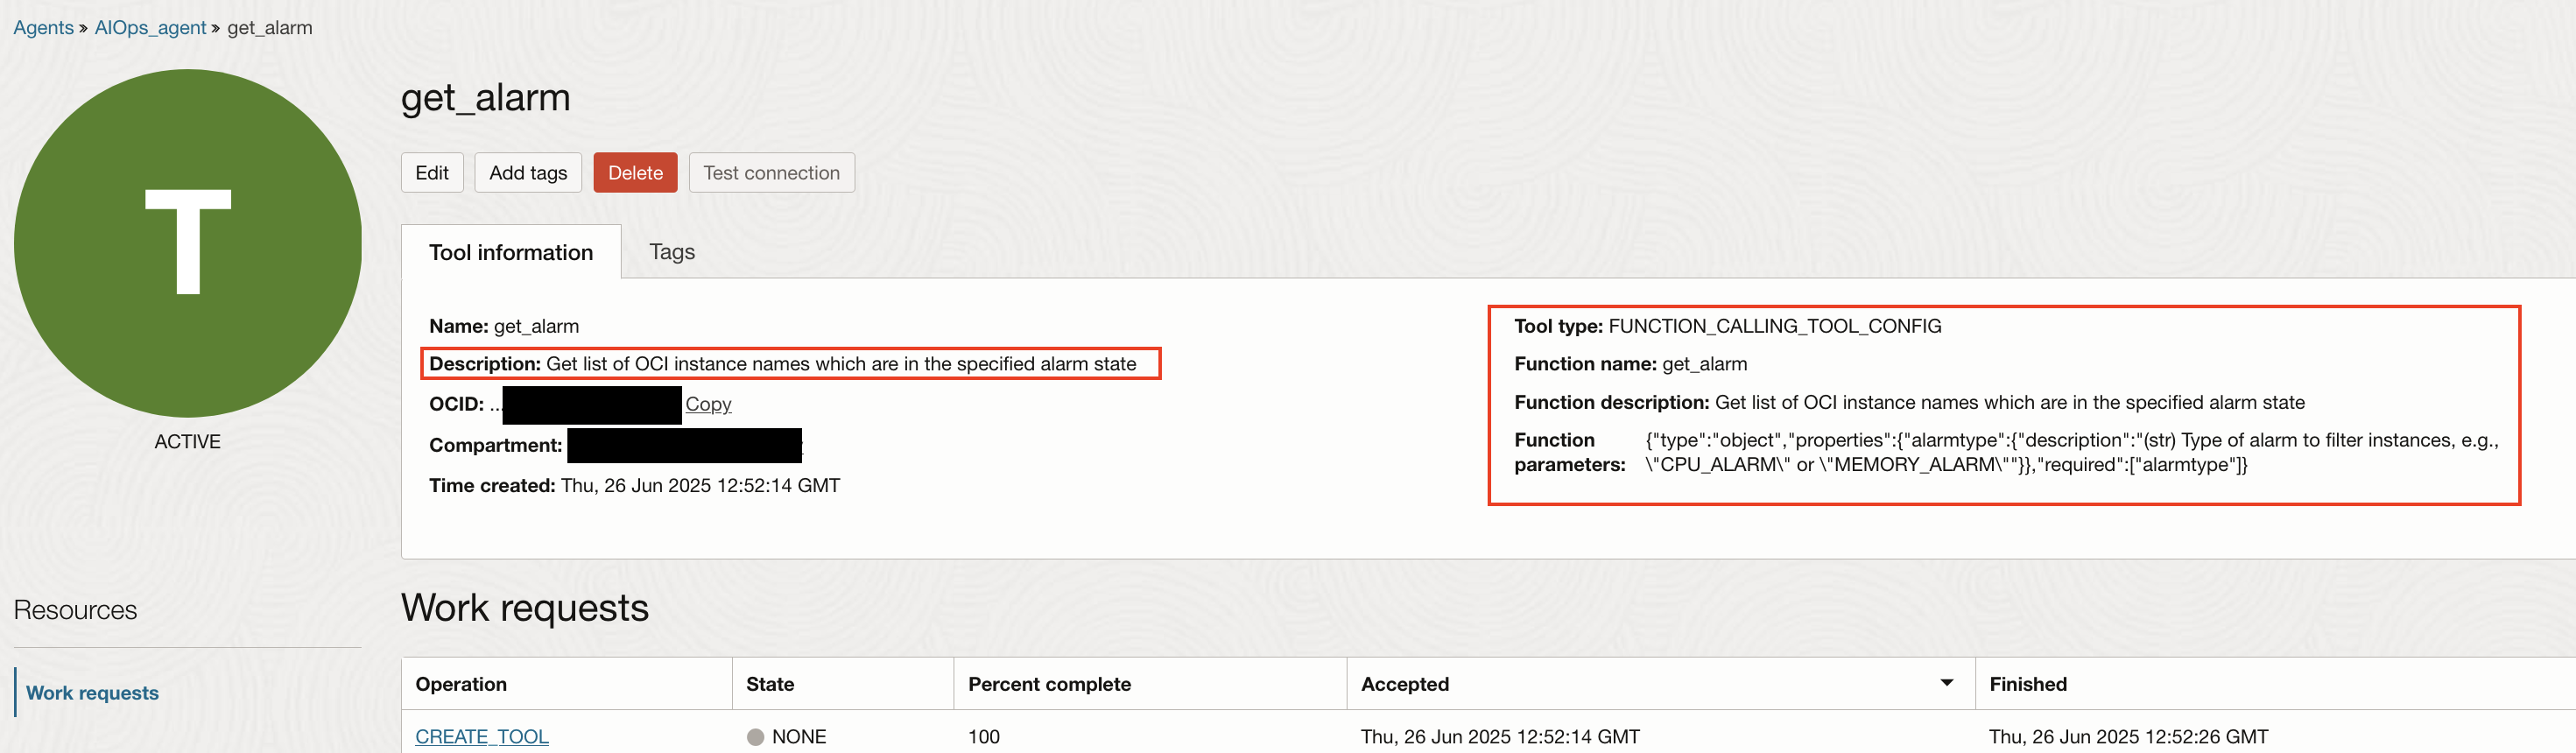 Agents » AIOps_agent » get_alarm
T
ACTIVE
get_alarm
Edit Add tags Delete Test connection
Tool information Tags
Name: get_alarm
Description: Get list of OCI instance names which are in the specified alarm state
OCID: ... Copy
Compartment:
Time created: Thu, 26 Jun 2025 12:52:14 GMT
Tool type: FUNCTION_CALLING_TOOL_CONFIG
Function name: get_alarm
Function description: Get list of OCI instance names which are in the specified alarm state
Function parameters: {"type":"object","properties":{"alarmtype":{"description":"(str) Type of alarm to filter instances, e.g.,
\"CPU_ALARM\" or \"MEMORY_ALARM\""}},"required":["alarmtype"]}
Resources
Work requests
Work requests
Operation State Percent complete Accepted Finished
CREATE_TOOL NONE 100 Thu, 26 Jun 2025 12:52:14 GMT Thu, 26 Jun 2025 12:52:26 GMT